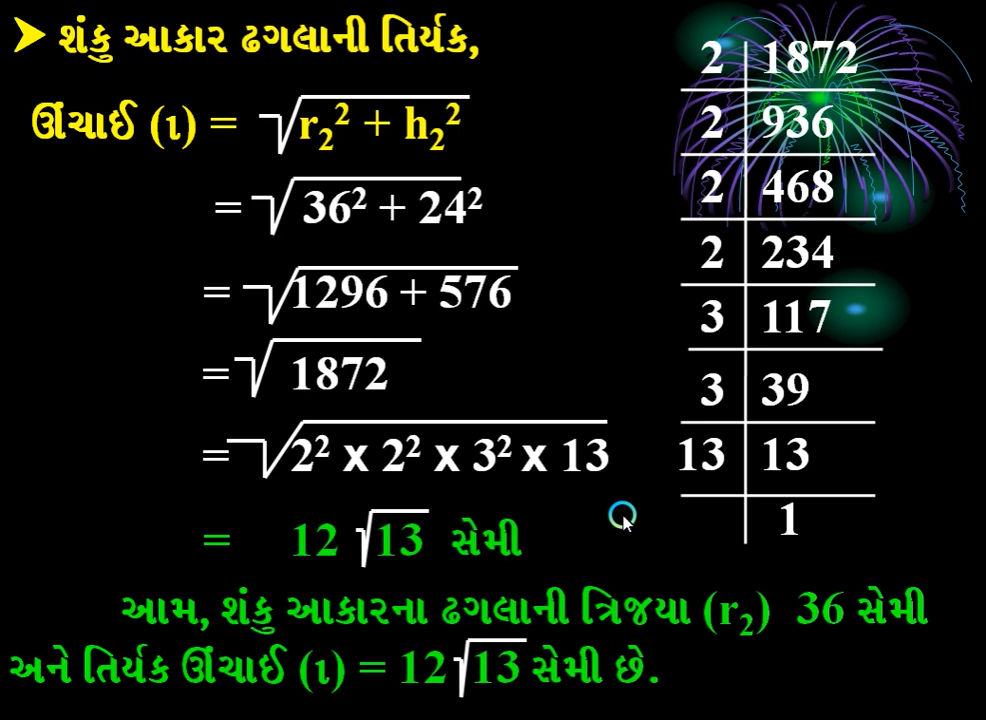 ➤ શંકુ આકાર ઢગલાની તિર્યક,
ઊંચાઈ (l) = √r₂² + h₂²
= √36² + 24²
= √1296 + 576
= √1872
= √2² x 2² x 3² x 13
= 12 √13 સેમી
આમ, શંકુ આકારના ઢગલાની ત્રિજયા (r₂) 36 સેમી
અને તિર્યક ઊંચાઈ (l) = 12√13 સેમી છે.
2 | 1872
2 | 936
2 | 468
2 | 234
3 | 117
3 | 39
13 | 13
1